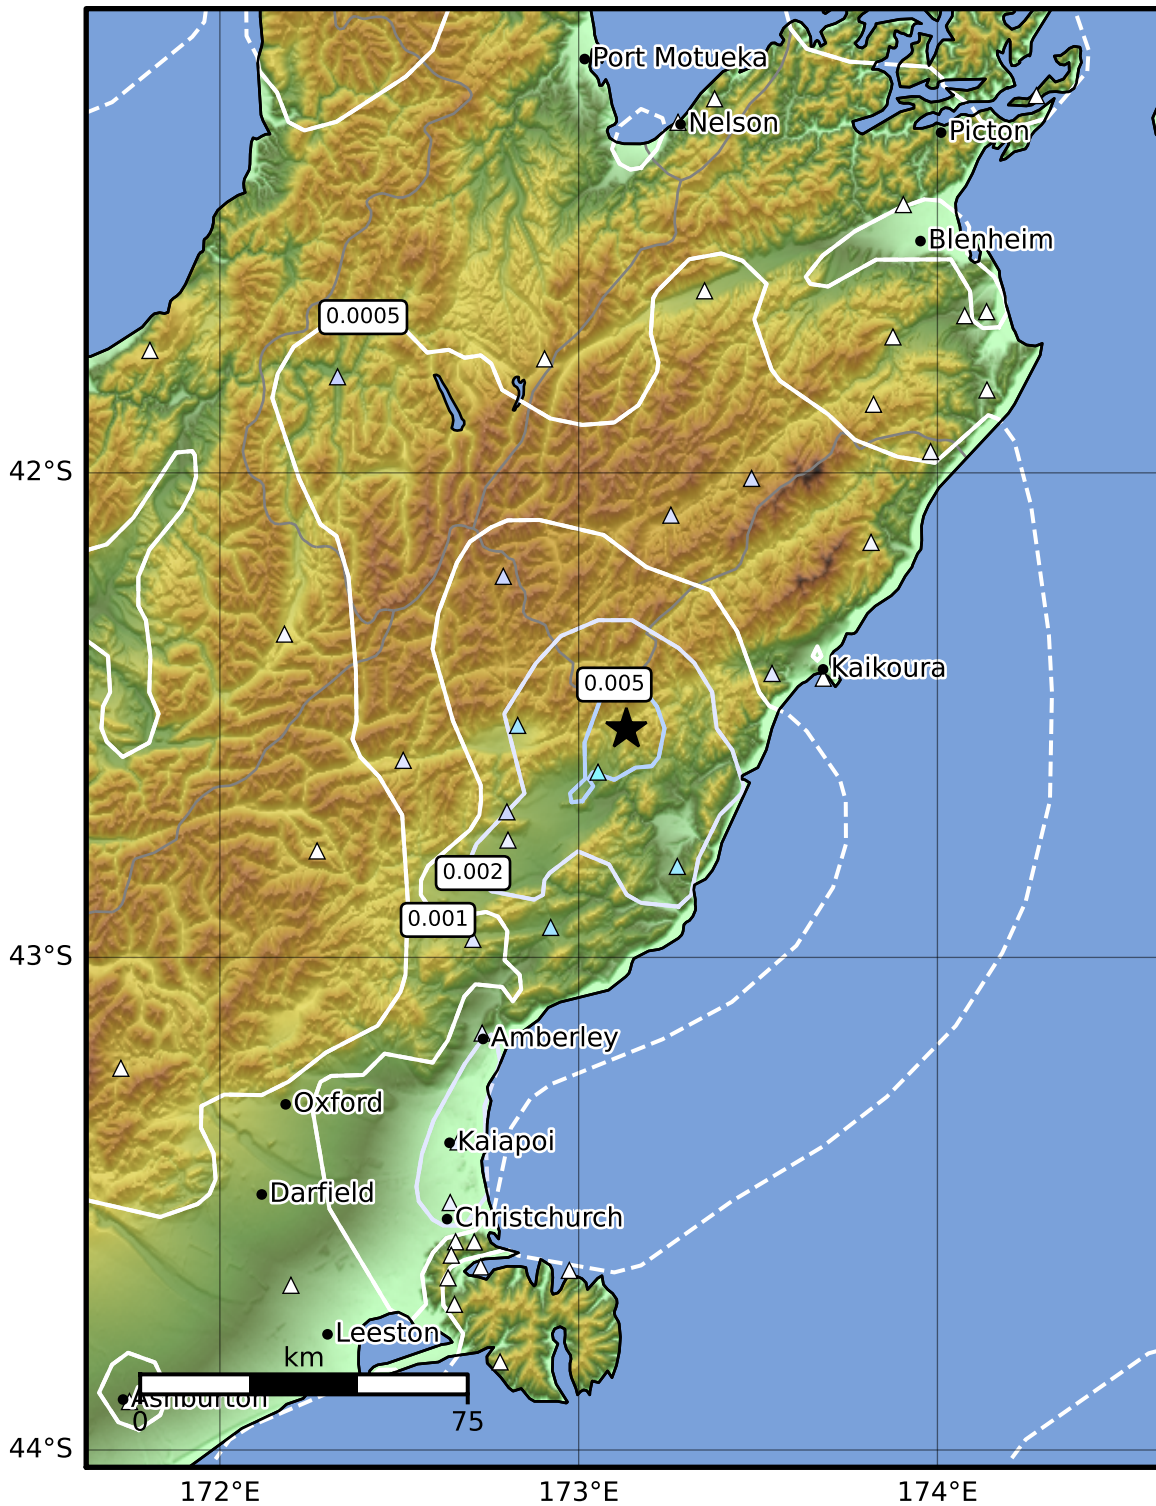 Port Motueka
Nelson
Picton
Blenheim
0.0005
42°S
Kaikoura
0.005
0.002
0.001
43°S
Amberley
Oxford
Kaiapoi
Darfield
Christchurch
Leeston
km
Ashburton
0 75
44°S
172°E 173°E 174°E